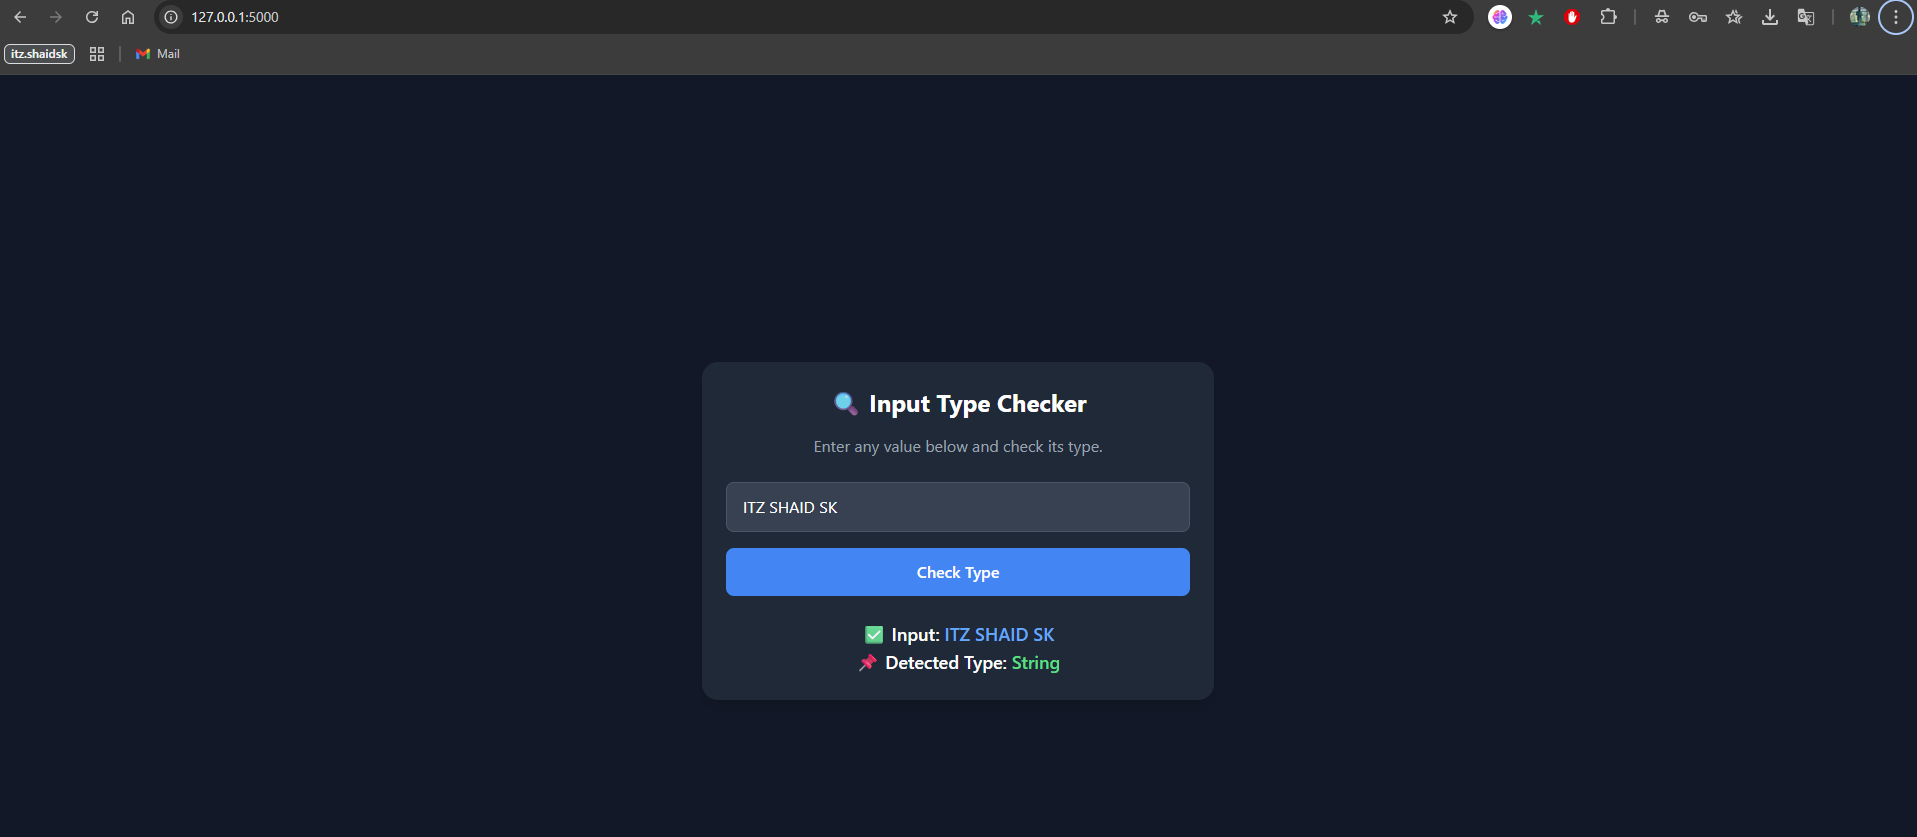 127.0.0.1:5000
itz.shaidsk
Mail
Input Type Checker
Enter any value below and check its type.
ITZ SHAID SK
Check Type
Input: ITZ SHAID SK
Detected Type: String